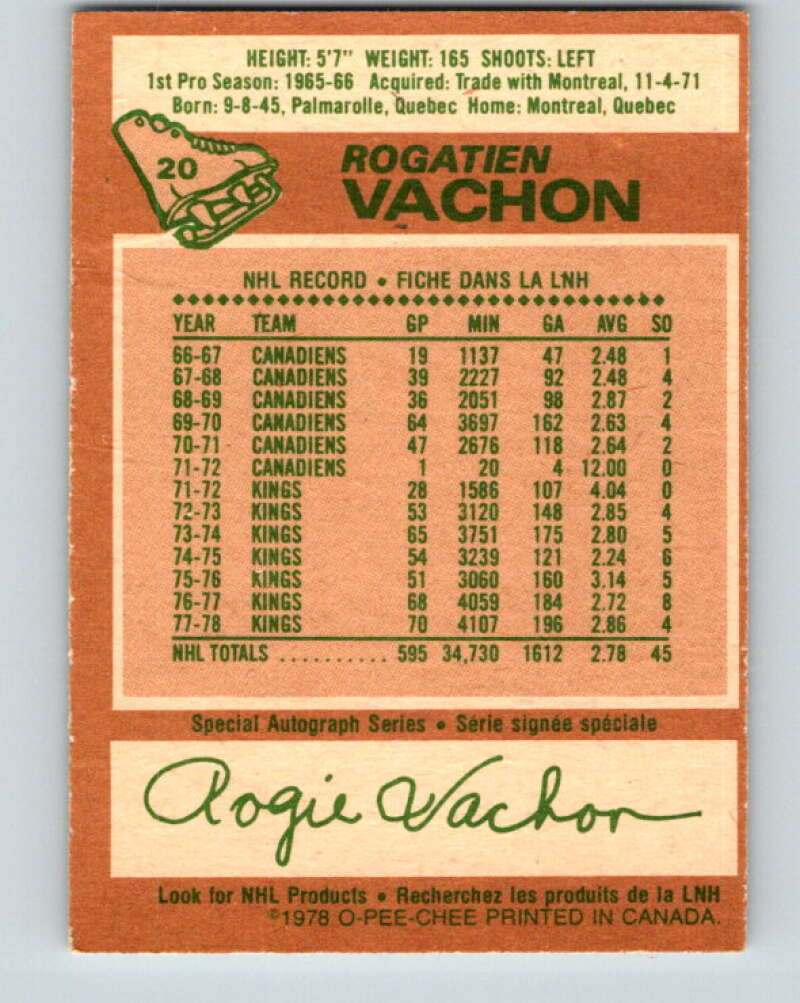 HEIGHT: 5'7" WEIGHT: 165 SHOOTS: LEFT
1st Pro Season: 1965-66 Acquired: Trade with Montreal, 11-4-71
Born: 9-8-45, Palmarolle, Quebec Home: Montreal, Quebec
20
ROGATIEN
VACHON
NHL RECORD • FICHE DANS LA LNH
YEAR TEAM GP MIN GA AVG SO
66-67 CANADIENS 19 1137 47 2.48 1
67-68 CANADIENS 39 2227 92 2.48 4
68-69 CANADIENS 36 2051 98 2.87 2
69-70 CANADIENS 64 3697 162 2.63 4
70-71 CANADIENS 47 2676 118 2.64 2
71-72 CANADIENS 1 20 4 12.00 0
71-72 KINGS 28 1586 107 4.04 0
72-73 KINGS 53 3120 148 2.85 4
73-74 KINGS 65 3751 175 2.80 5
74-75 KINGS 54 3239 121 2.24 6
75-76 KINGS 51 3060 160 3.14 5
76-77 KINGS 68 4059 184 2.72 8
77-78 KINGS 70 4107 196 2.86 4
NHL TOTALS .......... 595 34,730 1612 2.78 45
Special Autograph Series • Série signée spéciale
Rogie Vachon
Look for NHL Products • Recherchez les produits de la LNH
©1978 O-PEE-CHEE PRINTED IN CANADA.